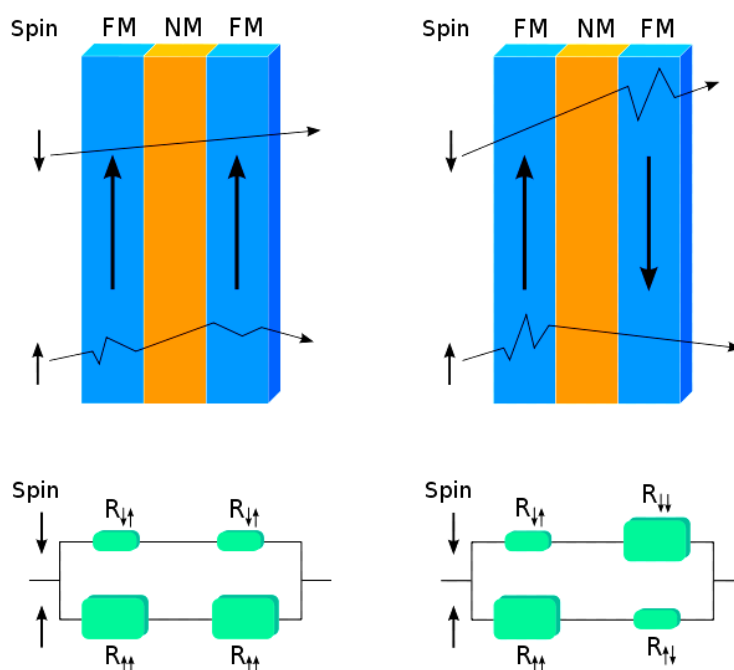 Spin FM NM FM
Spin FM NM FM
Spin
R↓↑ R↓↑
R↑↑ R↑↑
Spin
R↓↑ R↓↓
R↑↑ R↑↓